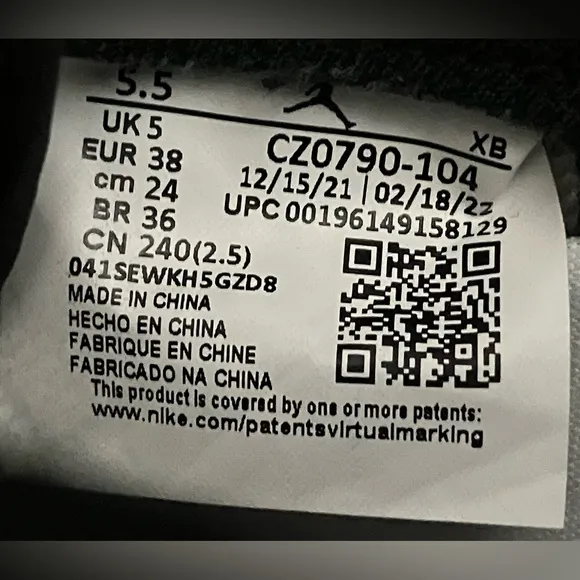 5.5
UK 5
EUR 38
cm 24
BR 36
CN 240(2.5)
XB
CZ0790-104
12/15/21 | 02/18/22
UPC 00196149158129
041SEWKH5GZD8
MADE IN CHINA
HECHO EN CHINA
FABRIQUE EN CHINE
FABRICADO NA CHINA
This product is covered by one or more patents:
www.nike.com/patentsvirtualmarking